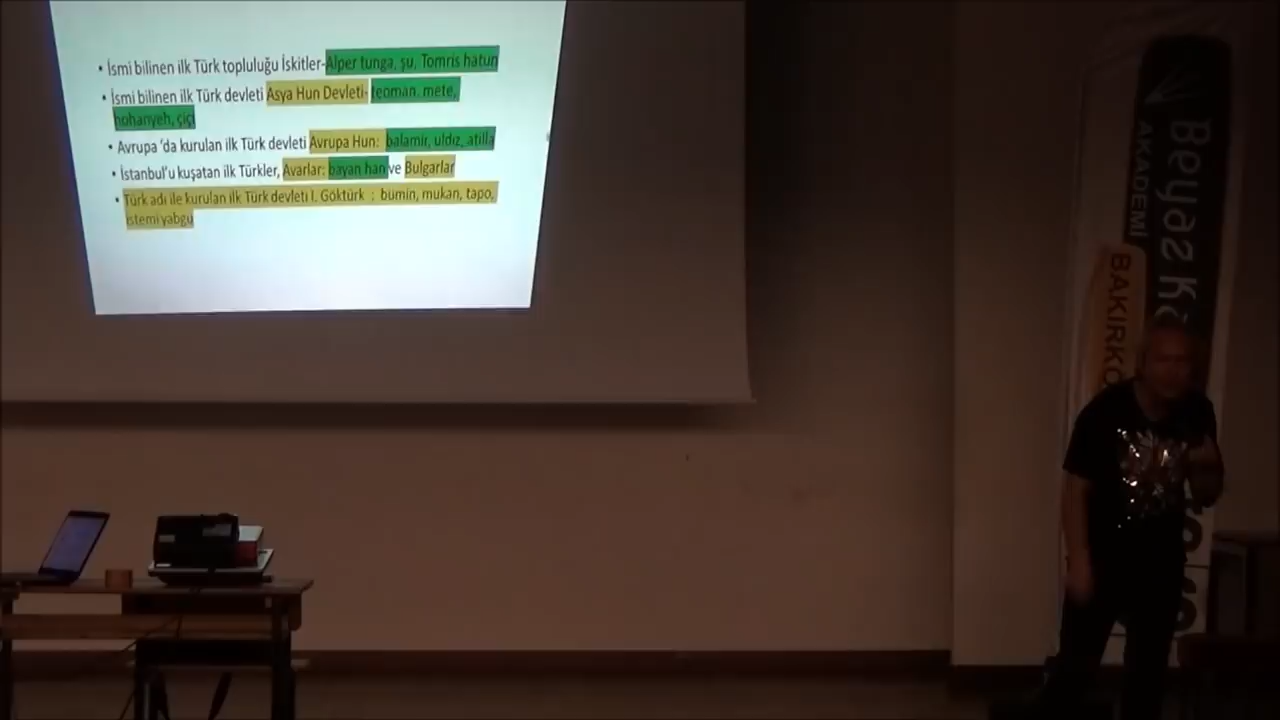 • İsmi bilinen ilk Türk topluluğu İskitler-Alper tunga, şu, Tomris hatun
• İsmi bilinen ilk Türk devleti Asya Hun Devleti- teoman. mete,
hohanyeh, çiçi
• Avrupa 'da kurulan ilk Türk devleti Avrupa Hun: balamir, uldız, atilla
• İstanbul'u kuşatan ilk Türkler, Avarlar: bayan han ve Bulgarlar
• Türk adı ile kurulan ilk Türk devleti I. Göktürk : bumin, mukan, tapo,
istemi yabgu
Beyaz Ka
AKADEMİ
BAKIRKÖ